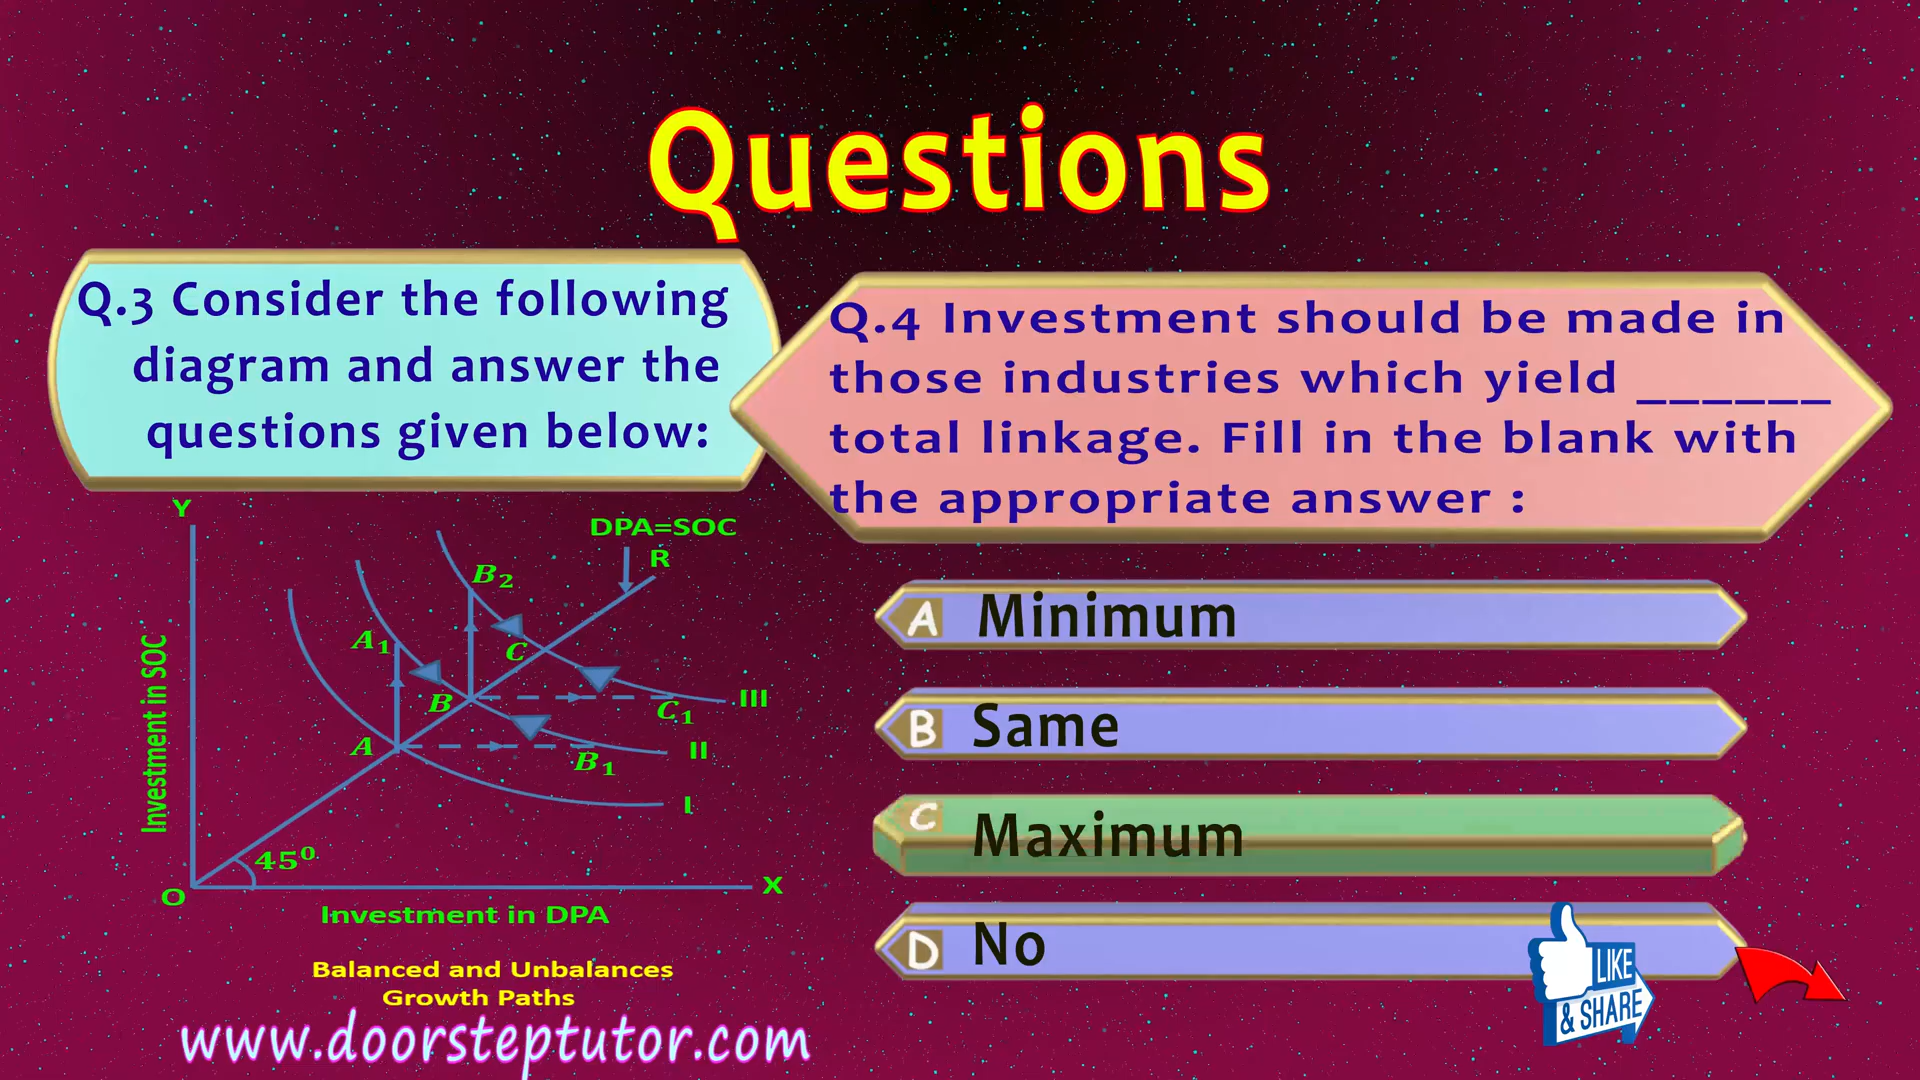 Questions
Q.3 Consider the following
diagram and answer the
questions given below:
Q.4 Investment should be made in
those industries which yield ______
total linkage. Fill in the blank with
the appropriate answer :
Y
DPA=SOC
R
B₂
A₁
C
B
C₁
III
A
B₁
II
I
45⁰
O
X
Investment in SOC
Investment in DPA
Balanced and Unbalances
Growth Paths
www.doorsteptutor.com
A Minimum
B Same
C Maximum
D No
LIKE
& SHARE